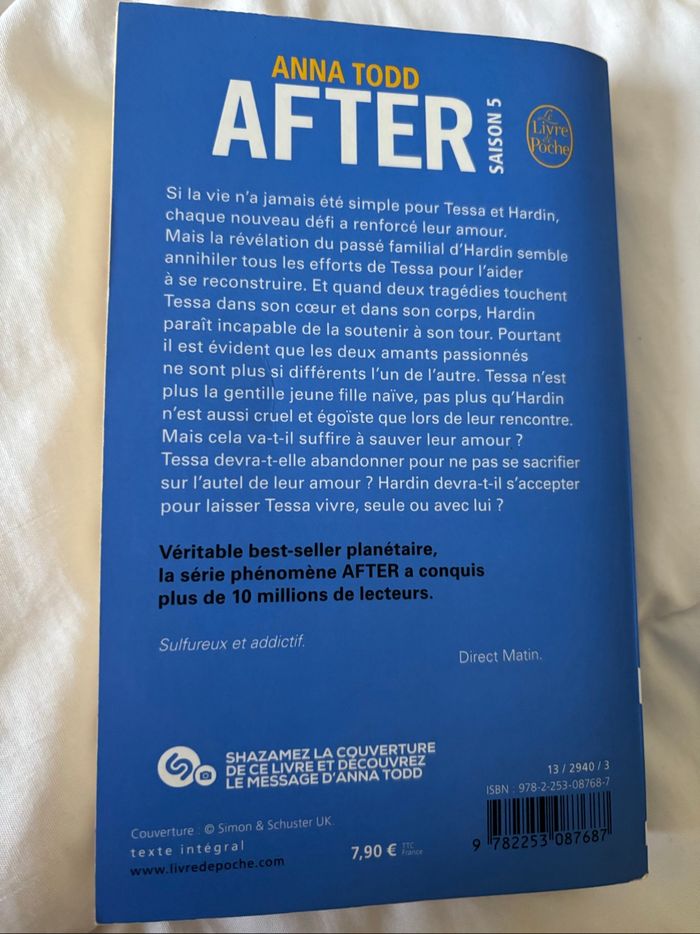 ANNA TODD
AFTER
SAISON 5
Le
Livre
de
Poche
Si la vie n'a jamais été simple pour Tessa et Hardin,
chaque nouveau défi a renforcé leur amour.
Mais la révélation du passé familial d'Hardin semble
annihiler tous les efforts de Tessa pour l'aider
à se reconstruire. Et quand deux tragédies touchent
Tessa dans son cœur et dans son corps, Hardin
paraît incapable de la soutenir à son tour. Pourtant
il est évident que les deux amants passionnés
ne sont plus si différents l'un de l'autre. Tessa n'est
plus la gentille jeune fille naïve, pas plus qu'Hardin
n'est aussi cruel et égoïste que lors de leur rencontre.
Mais cela va-t-il suffire à sauver leur amour ?
Tessa devra-t-elle abandonner pour ne pas se sacrifier
sur l'autel de leur amour ? Hardin devra-t-il s'accepter
pour laisser Tessa vivre, seule ou avec lui ?
Véritable best-seller planétaire,
la série phénomène AFTER a conquis
plus de 10 millions de lecteurs.
Sulfureux et addictif.
Direct Matin.
SHAZAMEZ LA COUVERTURE
DE CE LIVRE ET DÉCOUVREZ
LE MESSAGE D'ANNA TODD
13 / 2940 / 3
ISBN : 978-2-253-08768-7
Couverture : © Simon & Schuster UK.
texte intégral
www.livredepoche.com
7,90 € TTC
France
9 782253 087687